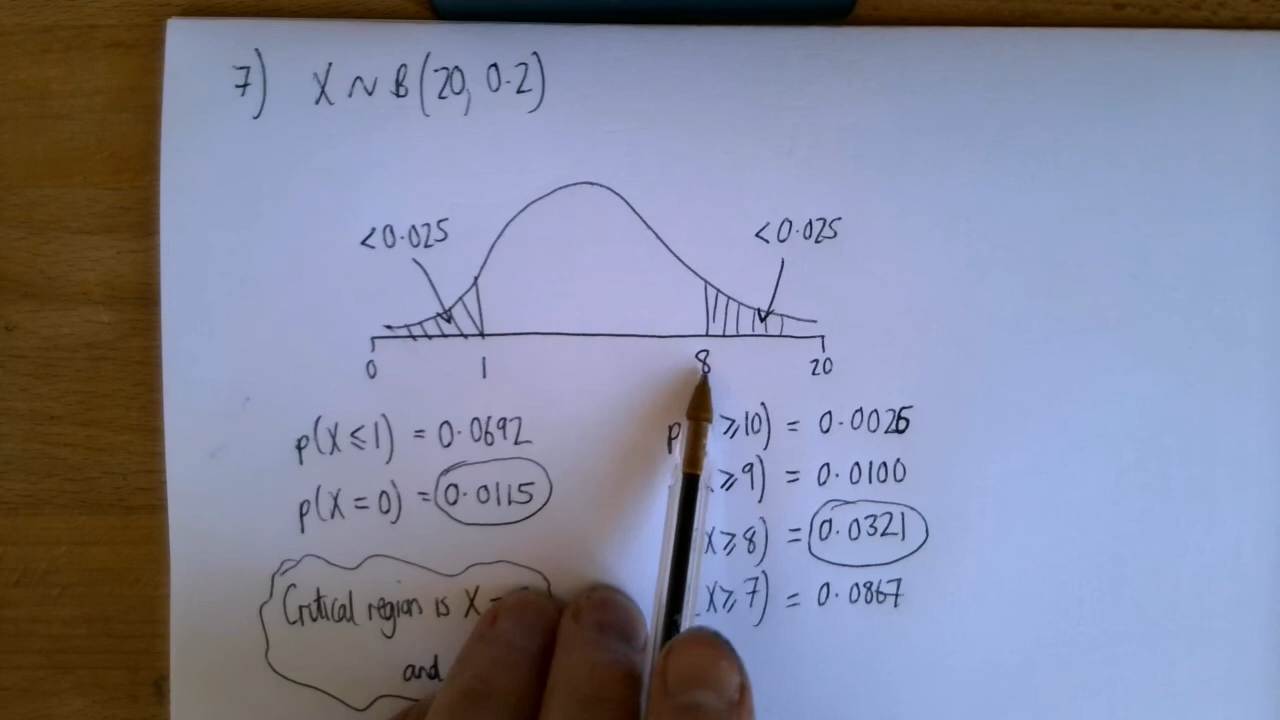 7) X ~ B(20, 0.2)
<0.025 <0.025
0 1 8 20
p(X ≤ 1) = 0.0692
p(X = 0) = 0.0115
p ≥ 10) = 0.0026
≥ 9) = 0.0100
X ≥ 8) = 0.0321
X ≥ 7) = 0.0867
Critical region is X
and